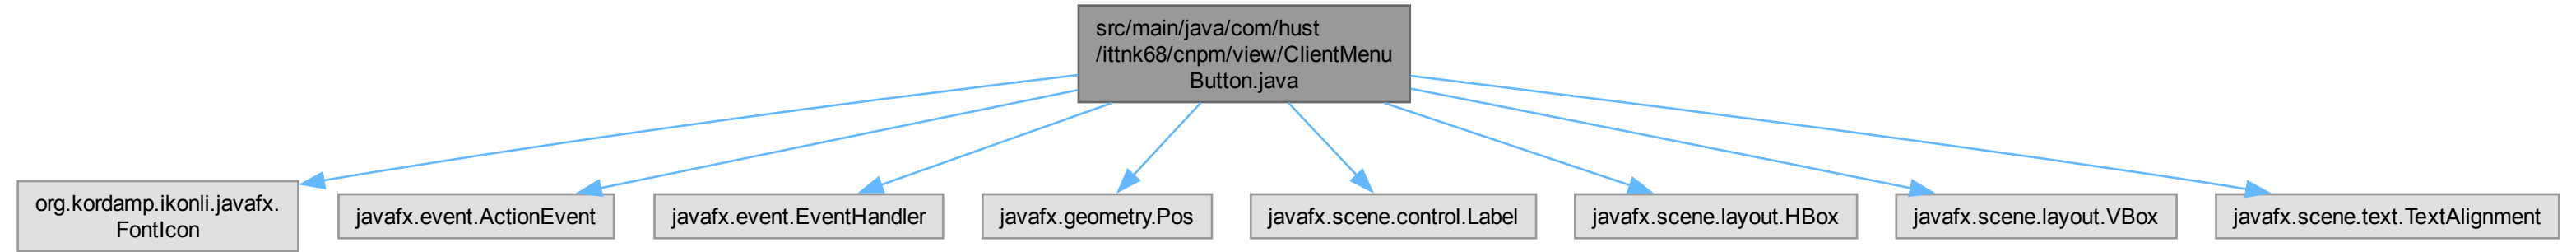 src/main/java/com/hust
/ittnk68/cnpm/view/ClientMenu
Button.java
org.kordamp.ikonli.javafx.
FontIcon
javafx.event.ActionEvent
javafx.event.EventHandler
javafx.geometry.Pos
javafx.scene.control.Label
javafx.scene.layout.HBox
javafx.scene.layout.VBox
javafx.scene.text.TextAlignment